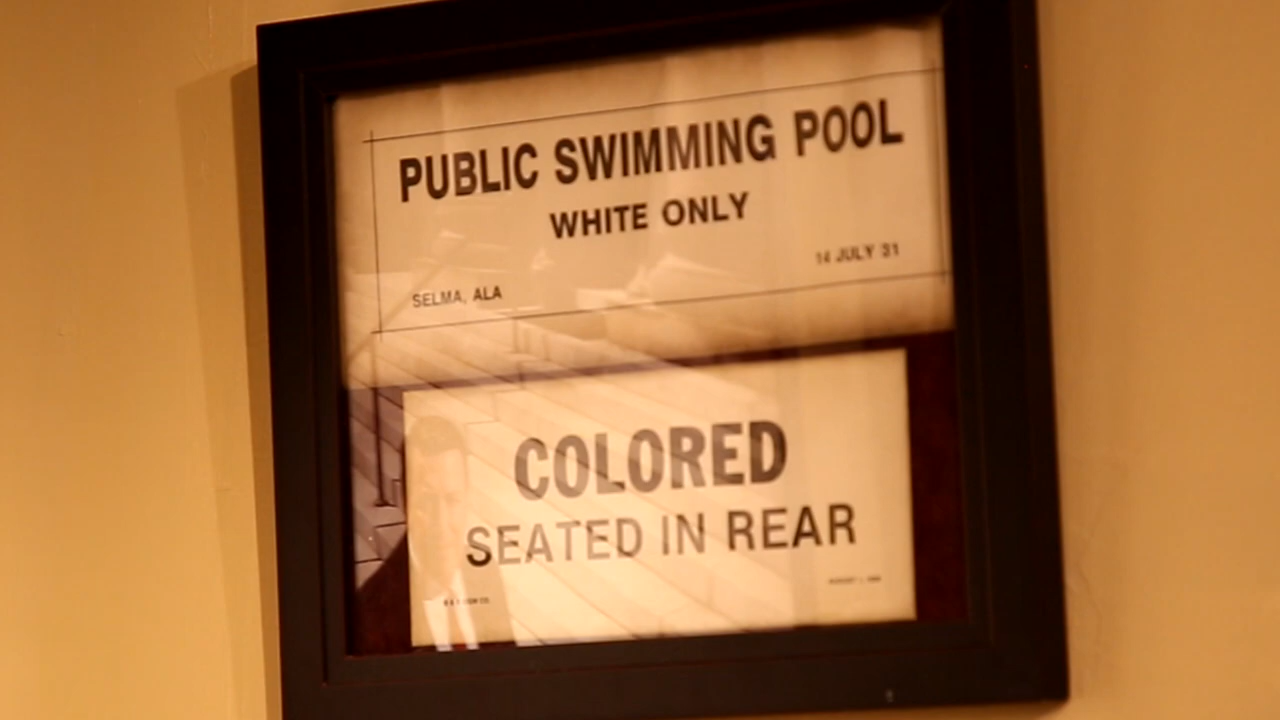 PUBLIC SWIMMING POOL
WHITE ONLY
14 JULY 31
SELMA, ALA
COLORED
SEATED IN REAR